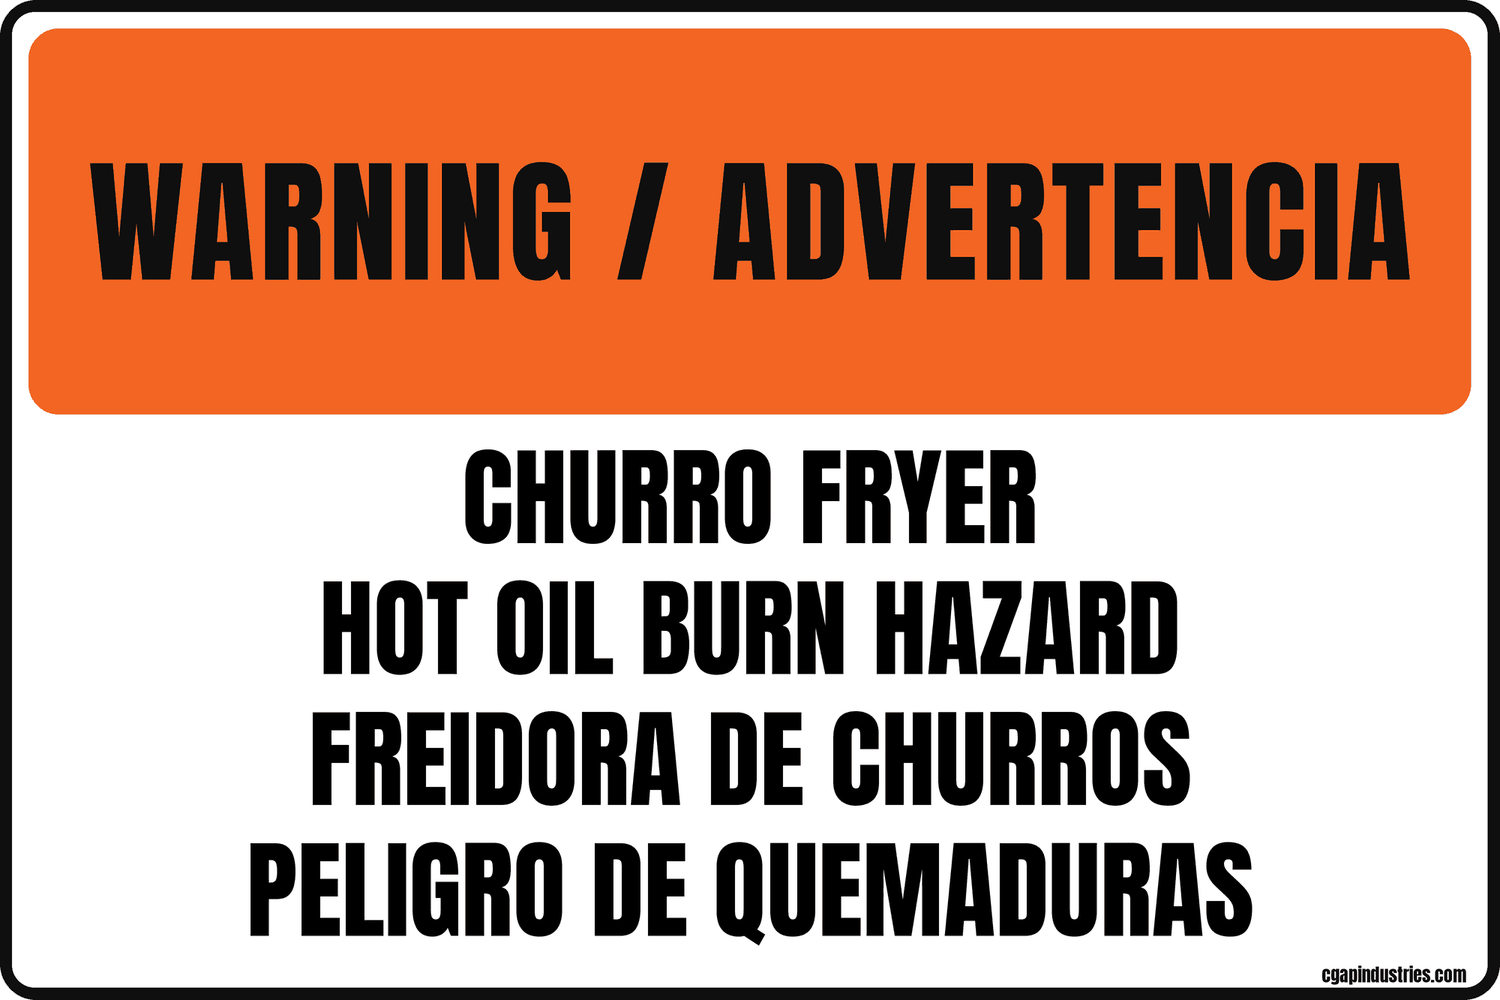 WARNING / ADVERTENCIA
CHURRO FRYER
HOT OIL BURN HAZARD
FREIDORA DE CHURROS
PELIGRO DE QUEMADURAS
cgapindustries.com